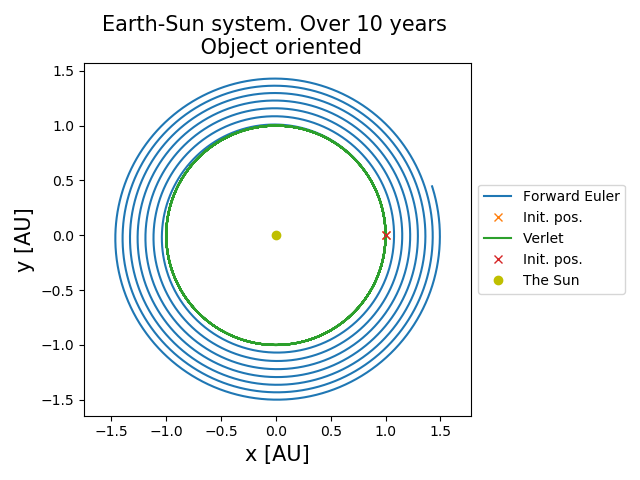 Earth-Sun system. Over 10 years
Object oriented
1.5
1.0
0.5
0.0
−0.5
−1.0
−1.5
y [AU]
−1.5
−1.0
−0.5
0.0
0.5
1.0
1.5
x [AU]
Forward Euler
Init. pos.
Verlet
Init. pos.
The Sun